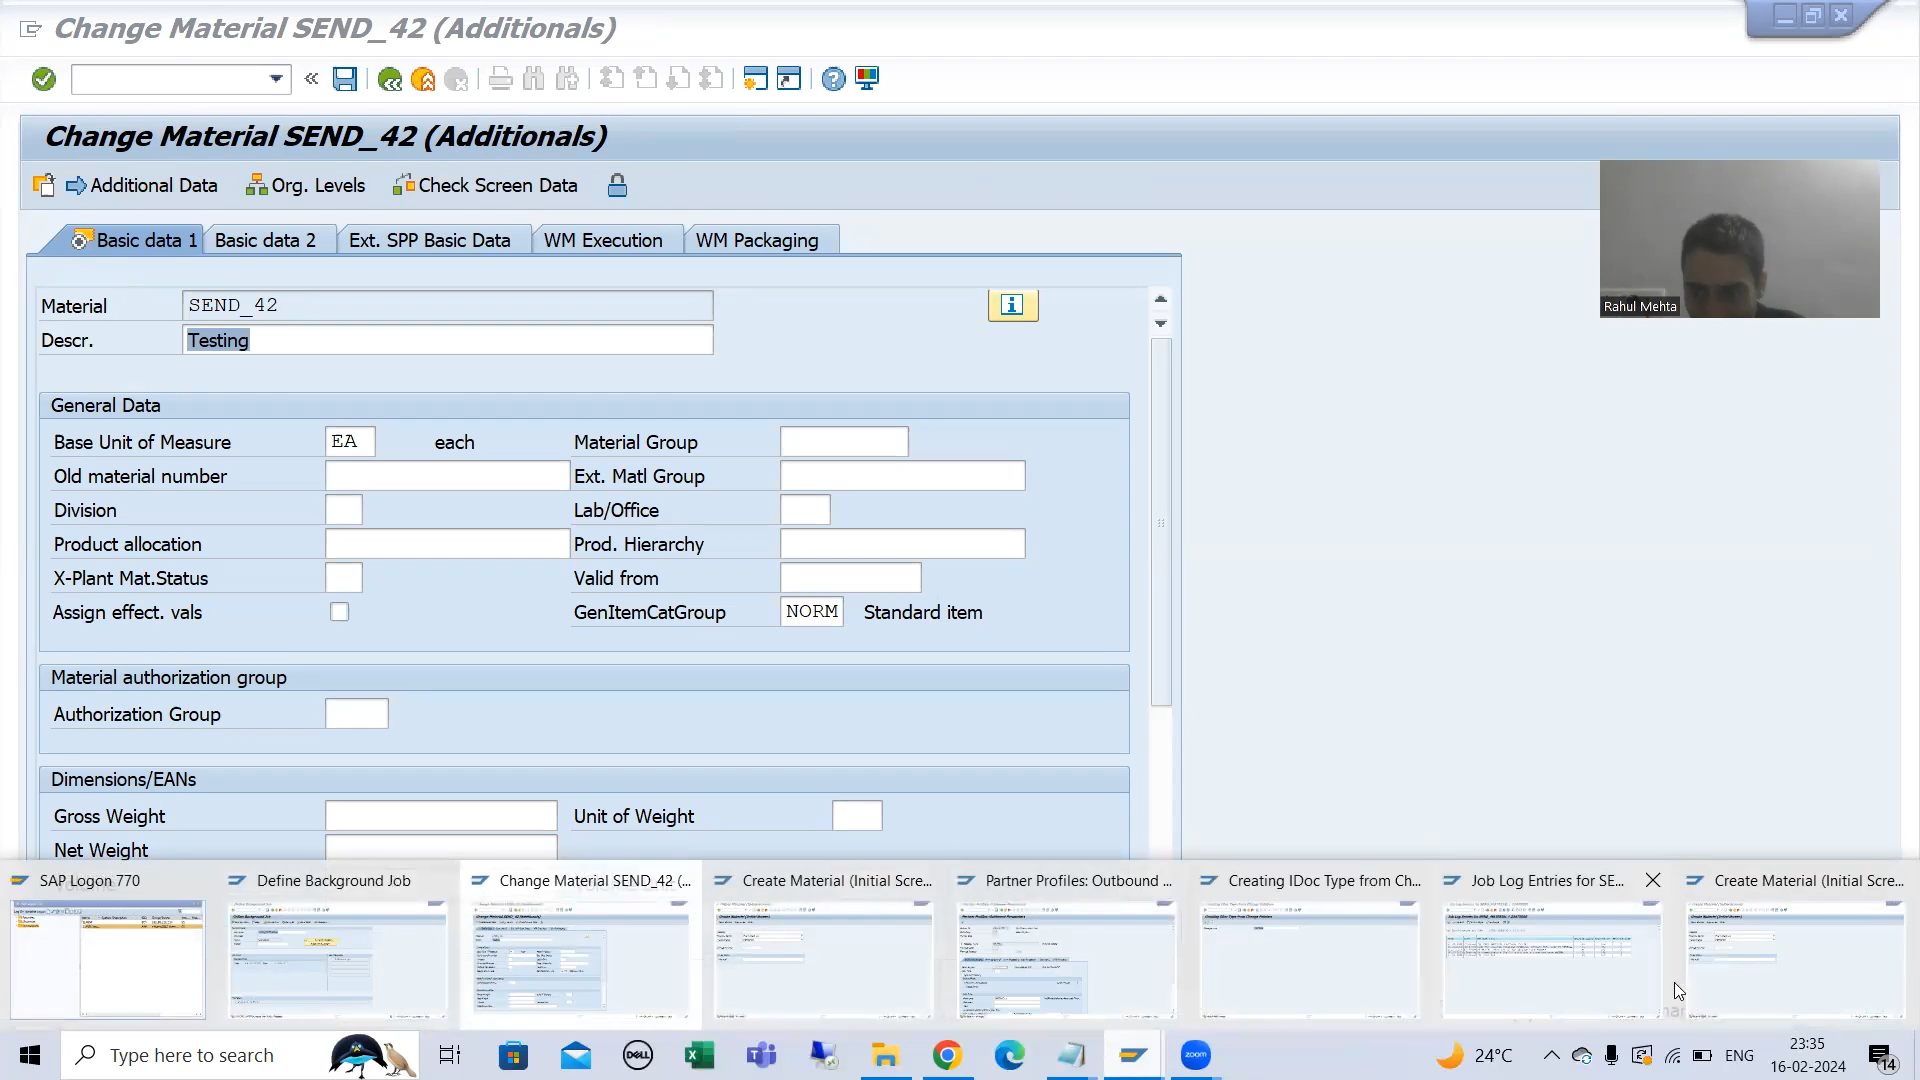 Change Material SEND_42 (Additionals)
Change Material SEND_42 (Additionals)
Additional Data Org. Levels Check Screen Data
Basic data 1 Basic data 2 Ext. SPP Basic Data WM Execution WM Packaging
Material SEND_42
Descr. Testing
Rahul Mehta
General Data
Base Unit of Measure EA each Material Group
Old material number Ext. Matl Group
Division Lab/Office
Product allocation Prod. Hierarchy
X-Plant Mat.Status Valid from
Assign effect. vals GenItemCatGroup NORM Standard item
Material authorization group
Authorization Group
Dimensions/EANs
Gross Weight Unit of Weight
Net Weight
SAP Logon 770 Define Background Job Change Material SEND_42 (... Create Material (Initial Scre... Partner Profiles: Outbound ... Creating IDoc Type from Ch... Job Log Entries for SE... Create Material (Initial Scre...
Type here to search DELL zoom 24°C ENG 23:35
16-02-2024 14